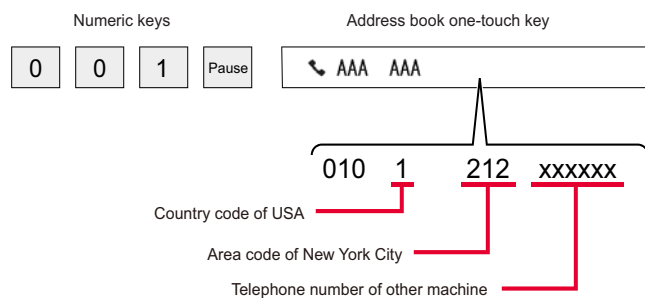 Numeric keys Address book one-touch key
0 0 1 Pause AAA AAA
010 1 212 xxxxxx
Country code of USA
Area code of New York City
Telephone number of other machine